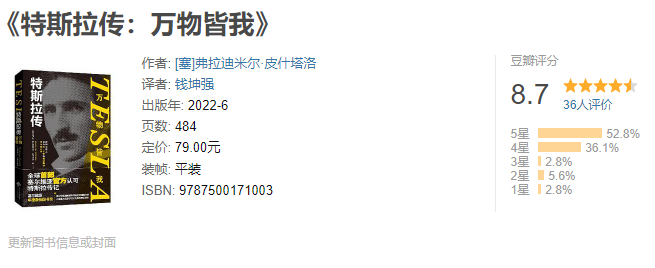 《特斯拉传：万物皆我》
特斯拉传
TESLA
万物皆我
全球首部
塞尔维亚官方认可
特斯拉传记
作者: [塞]弗拉迪米尔·皮什塔洛
译者: 钱坤强
出版年: 2022-6
页数: 484
定价: 79.00元
装帧: 平装
ISBN: 9787500171003
豆瓣评分
8.7
36人评价
5星 52.8%
4星 36.1%
3星 2.8%
2星 5.6%
1星 2.8%
更新图书信息或封面